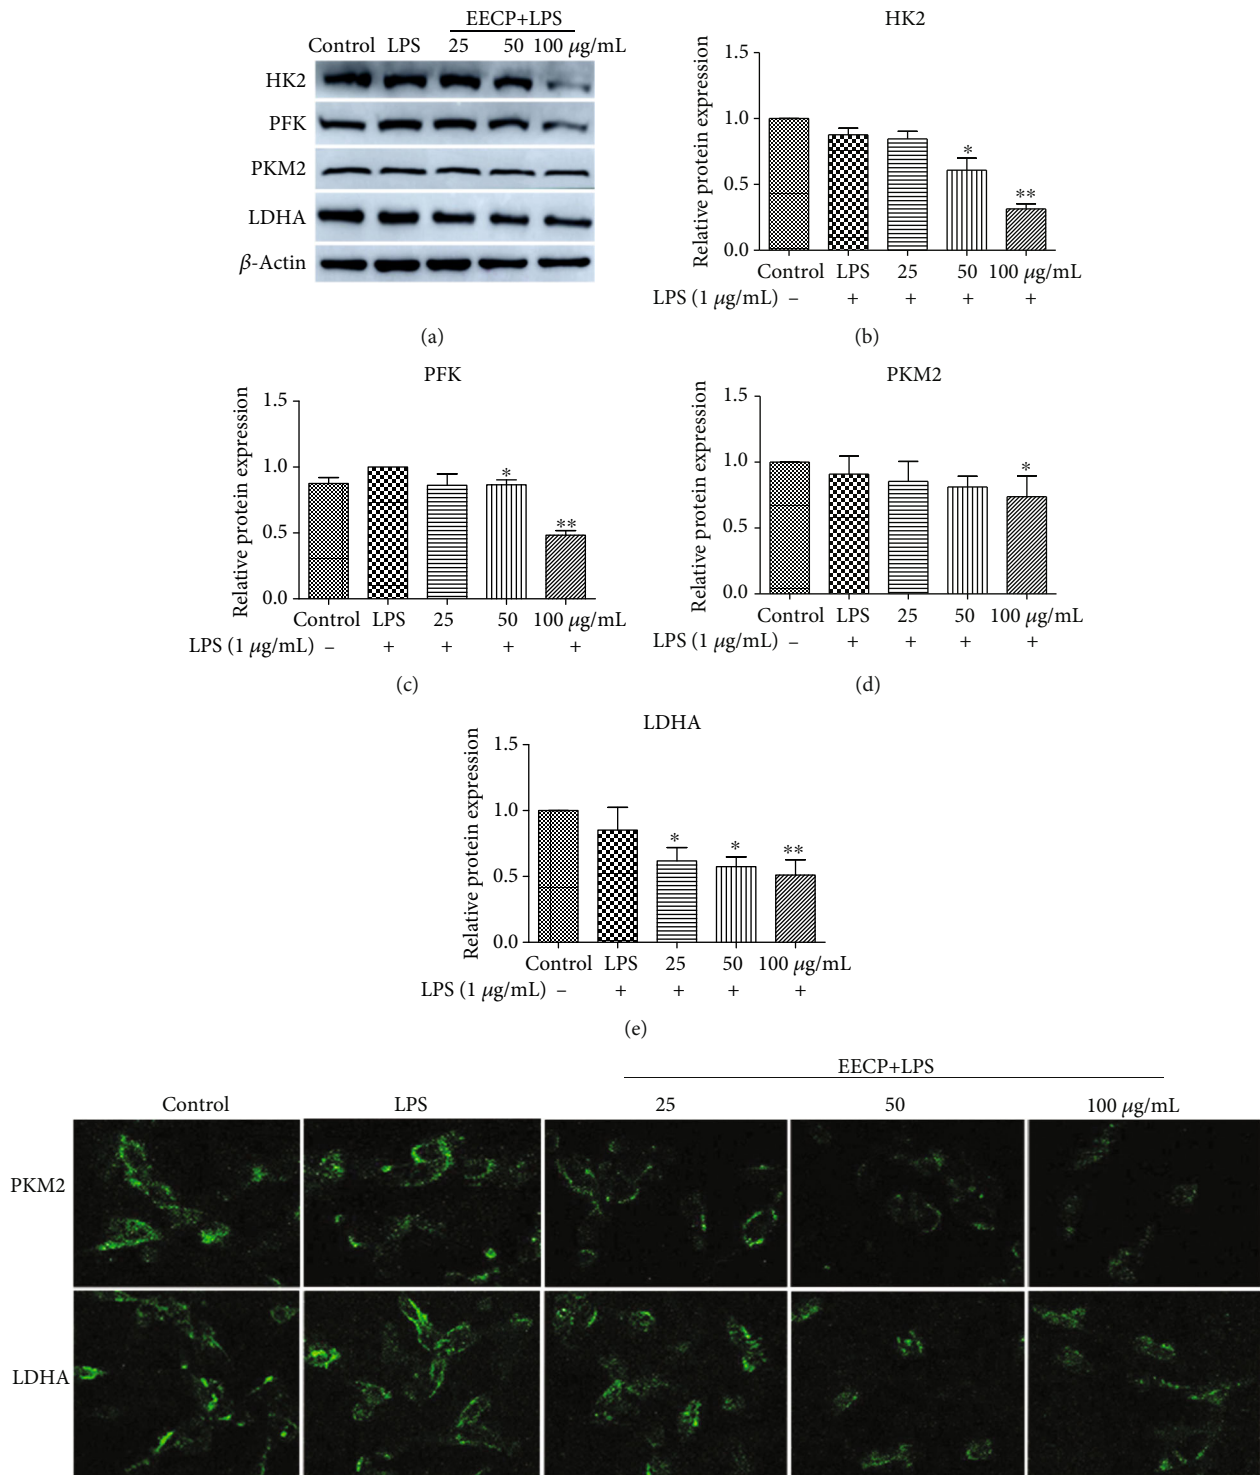 EECP+LPS
Control LPS 25 50 100 μg/mL
HK2
PFK
PKM2
LDHA
β-Actin
(a)
HK2
Relative protein expression
1.5
1.0
0.5
0.0
*
**
Control LPS 25 50 100 μg/mL
LPS (1 μg/mL) – + + + +
(b)
PFK
Relative protein expression
1.5
1.0
0.5
0.0
*
**
Control LPS 25 50 100 μg/mL
LPS (1 μg/mL) – + + + +
(c)
PKM2
Relative protein expression
1.5
1.0
0.5
0.0
*
Control LPS 25 50 100 μg/mL
LPS (1 μg/mL) – + + + +
(d)
LDHA
Relative protein expression
1.5
1.0
0.5
0.0
* * **
Control LPS 25 50 100 μg/mL
LPS (1 μg/mL) – + + + +
(e)
EECP+LPS
Control LPS 25 50 100 μg/mL
PKM2
LDHA